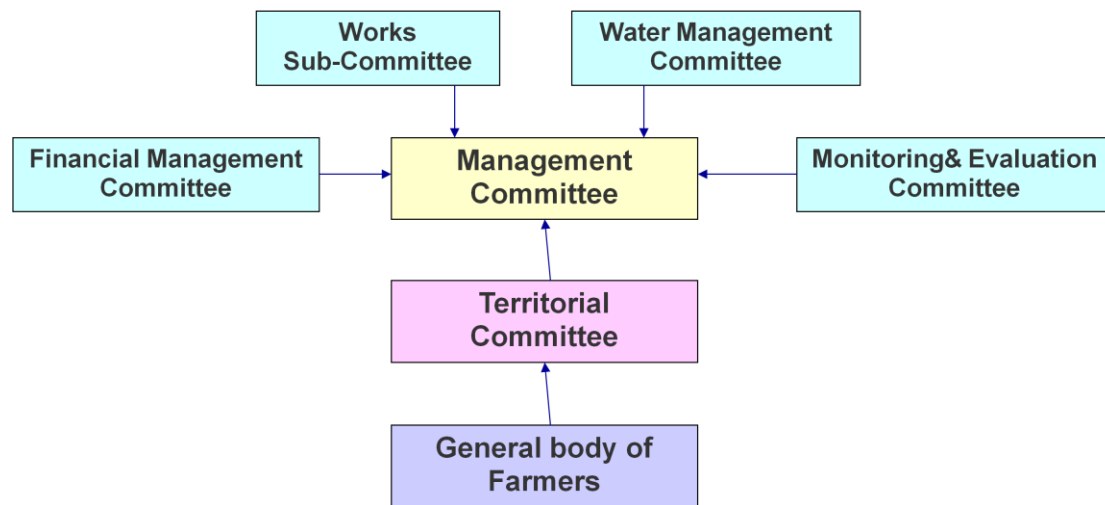 Works
Sub-Committee
Water Management
Committee
Financial Management
Committee
Management
Committee
Monitoring& Evaluation
Committee
Territorial
Committee
General body of
Farmers